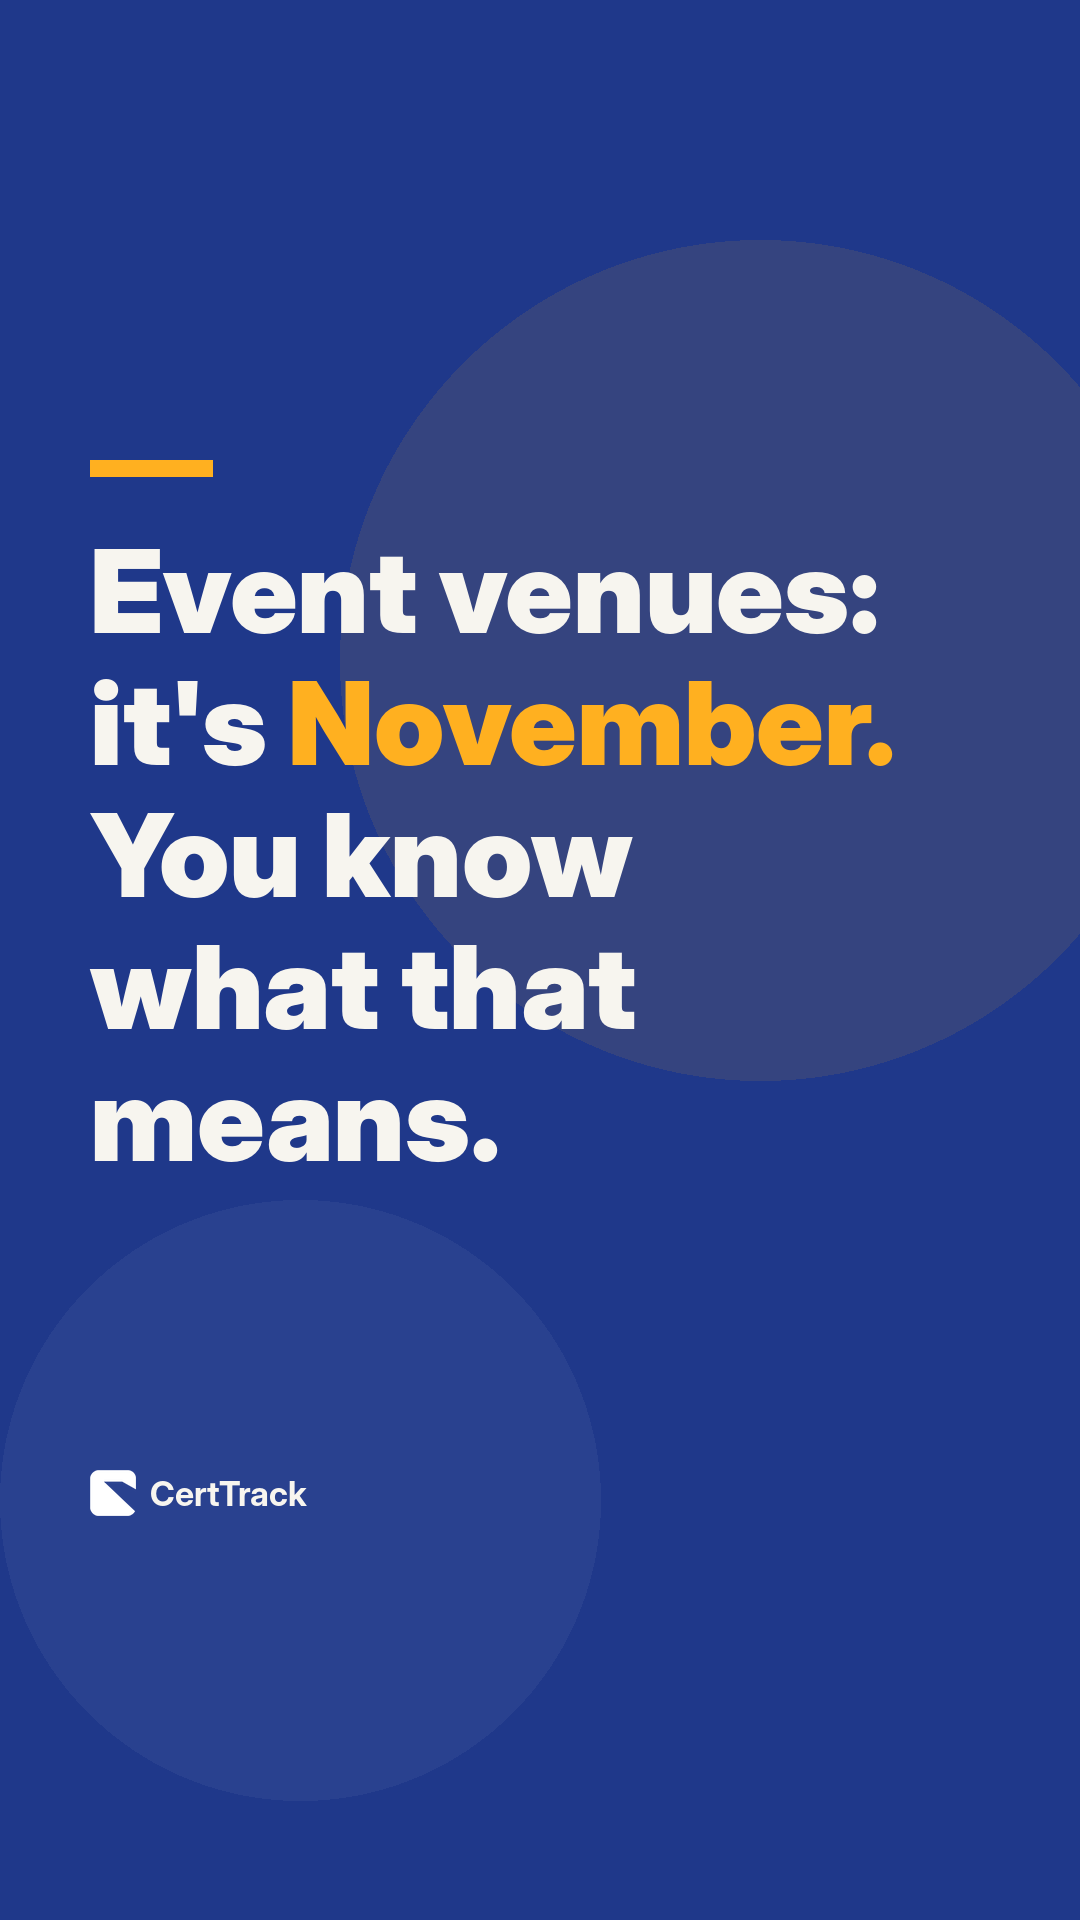 Event venues:
it's November.
You know
what that
means.
CertTrack